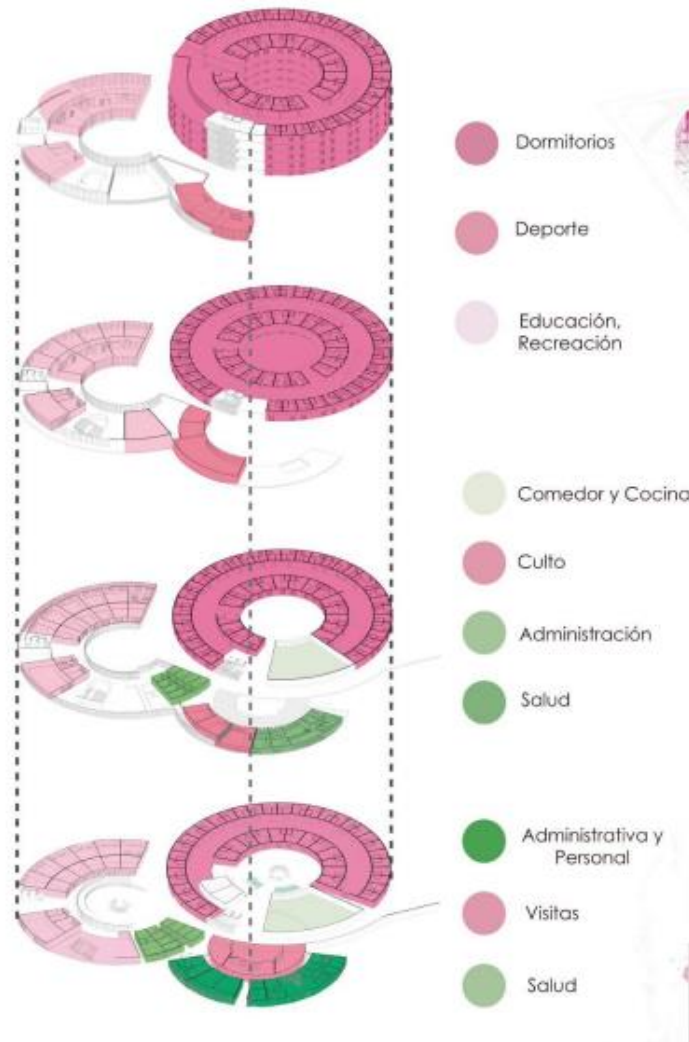 Dormitorios
Deporte
Educación,
Recreación
Comedor y Cocina
Culto
Administración
Salud
Administrativa y
Personal
Visitas
Salud